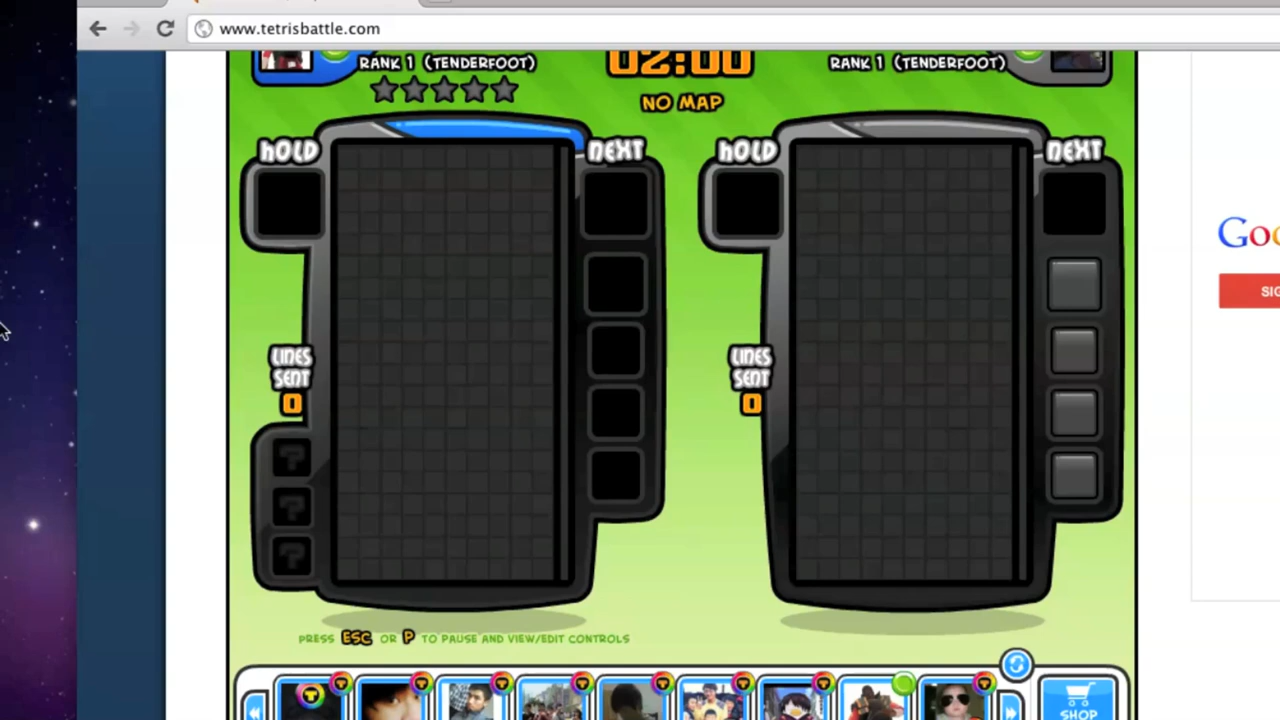 www.tetrisbattle.com
RANK 1 (TENDERFOOT)
02:00
RANK 1 (TENDERFOOT)
NO MAP
HOLD
NEXT
HOLD
NEXT
LINES
SENT
0
LINES
SENT
0
?
?
?
PRESS ESC OR P TO PAUSE AND VIEW/EDIT CONTROLS
SHOP